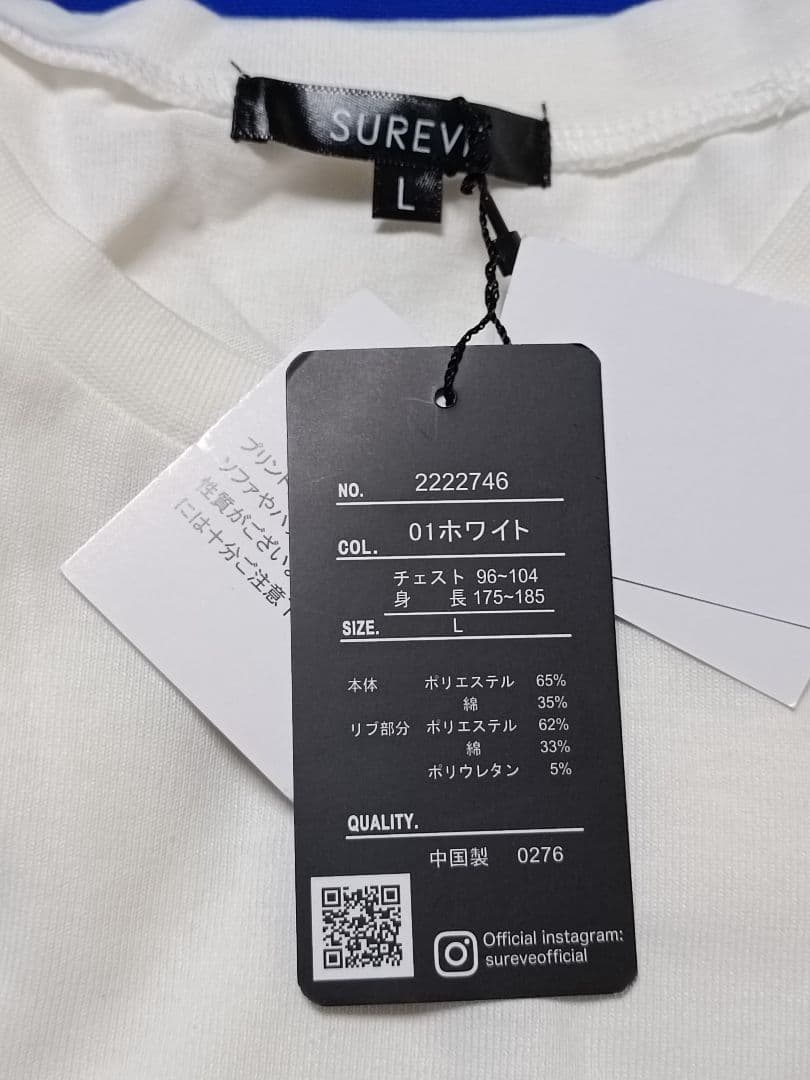 SUREV
L
プリント
ソファやバ
性質がござい
には十分ご注意
NO. 2222746
COL. 01ホワイト
チェスト 96~104
身 長 175~185
SIZE. L
本体 ポリエステル 65%
綿 35%
リブ部分 ポリエステル 62%
綿 33%
ポリウレタン 5%
QUALITY.
中国製 0276
Official instagram:
sureveofficial